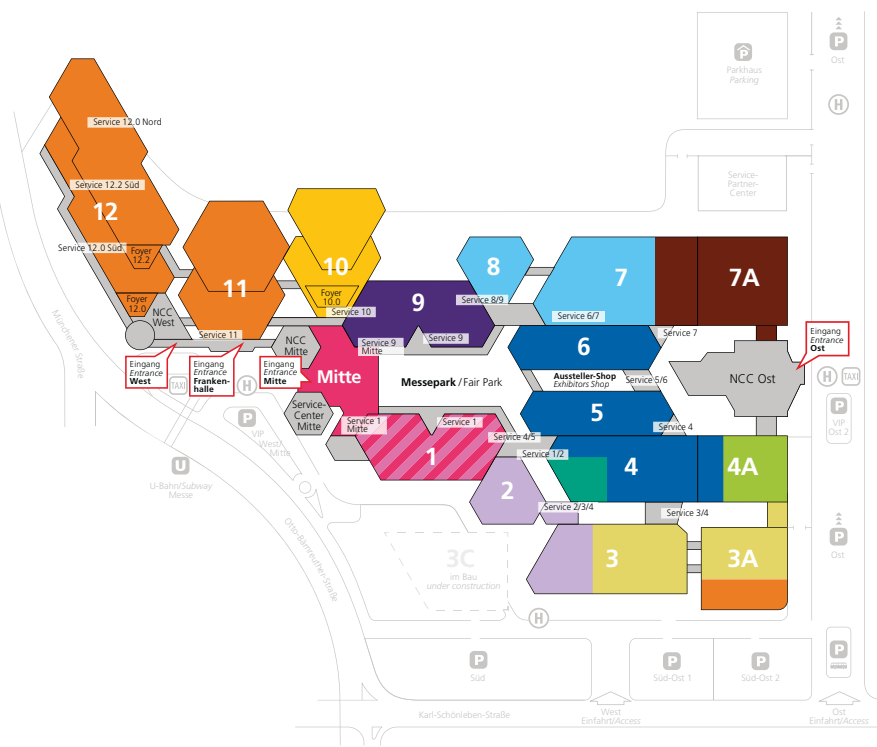 P
Ost
Parkhaus
Parking
H
Service-
Partner-
Center
Service 12.0 Nord
Service 12.2 Süd
12
Service 12.0 Süd
Foyer
12.2
Foyer
12.0
NCC
West
11
Service 11
10
Foyer
10.0
Service 10
9
Service 9
Mitte
Service 9
8
Service 8/9
7
Service 6/7
7A
Service 7
Eingang
Entrance
Ost
NCC Ost
H
TAXI
P
VIP
Ost 2
6
Aussteller-Shop
Exhibitors Shop
Service 5/6
5
Service 4
Service 4/5
NCC
Mitte
Mitte
Messepark / Fair Park
Eingang
Entrance
West
TAXI
Eingang
Entrance
Franken-
halle
H
Eingang
Entrance
Mitte
Service-
Center
Mitte
Service 1
Mitte
Service 1
1
P
VIP
West/
Mitte
U
U-Bahn/Subway
Messe
Münchener Straße
Otto-Bärnreuther-Straße
Service 1/2
2
4
4A
Service 2/3/4
Service 3/4
3
3A
3C
im Bau
under construction
P
Ost
H
P
Süd
P
Süd-Ost 1
P
Süd-Ost 2
P
Karl-Schönleben-Straße
West
Einfahrt/Access
Ost
Einfahrt/Access